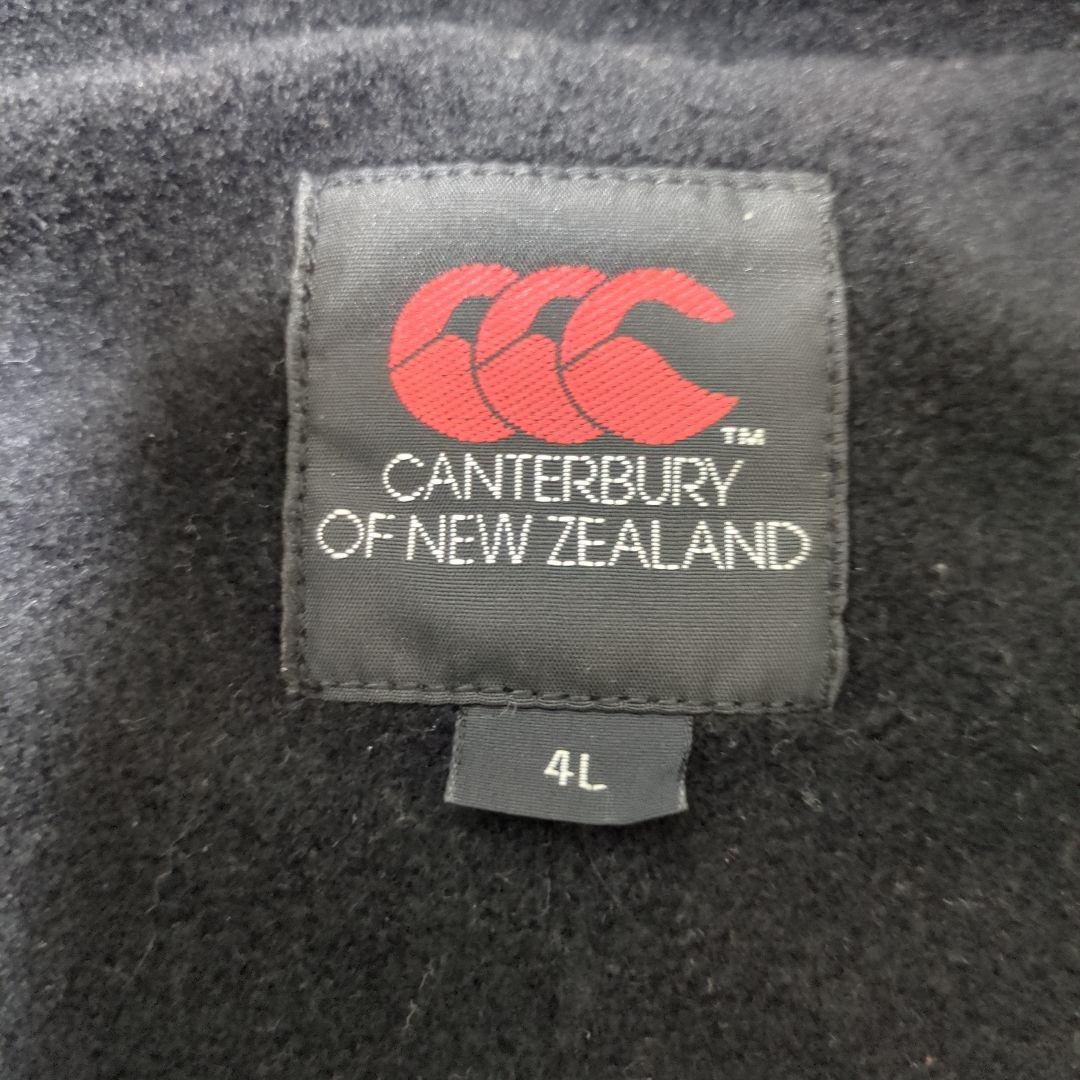 ™
CANTERBURY
OF NEW ZEALAND
4L